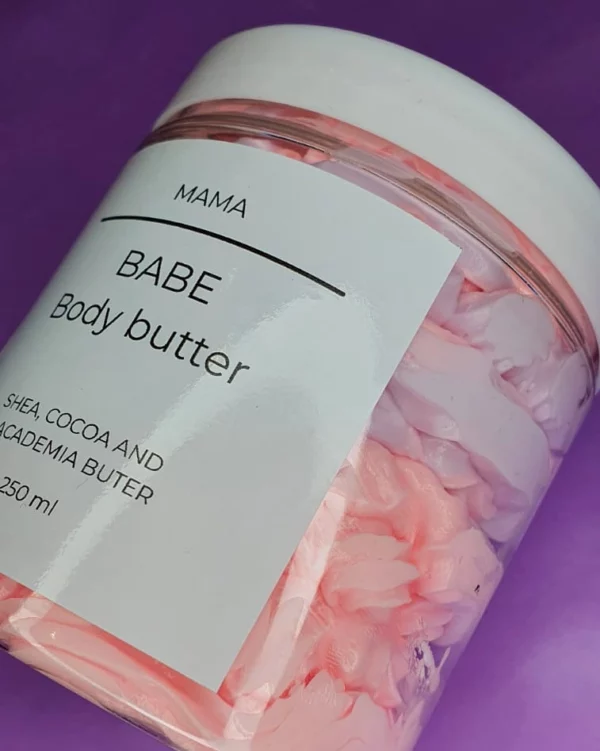 MAMA
BABE
Body butter
SHEA, COCOA AND
ACADEMIA BUTER
250 ml